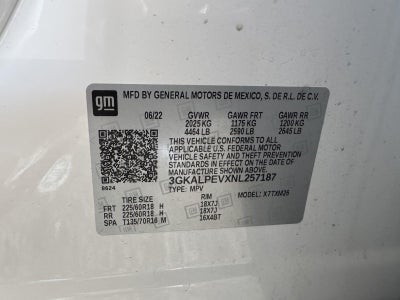 gm
MFD BY GENERAL MOTORS DE MEXICO, S. DE R.L. DE C.V.
06/22 GVWR GAWR FRT GAWR RR
2025 KG 1175 KG 1200 KG
4464 LB 2590 LB 2645 LB
THIS VEHICLE CONFORMS TO ALL
APPLICABLE U.S. FEDERAL MOTOR
VEHICLE SAFETY AND THEFT
PREVENTION STANDARDS IN EFFECT
ON THE DATE OF MANUFACTURE
SHOWN ABOVE.
3GKALPEVXNL257187
8624 TYPE: MPV MODEL: X7TXM26
TIRE SIZE RIM
FRT 225/60R18 H 18X7J
RR 225/60R18 H 18X7J
SPA T135/70R16 M 16X4BT